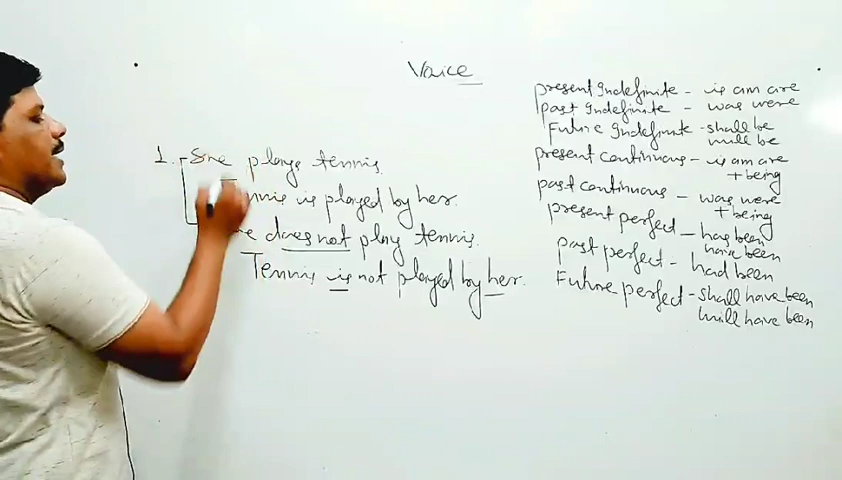 Voice
1. She plays tennis.
Tennis is played by her.
She does not play tennis.
Tennis is not played by her.
present Indefinite - is am are
past Indefinite - was were
Future Indefinite - shall be
will be
present continuous - is am are
+ being
past continuous - was were
+ being
present perfect - has been
have been
past perfect - had been
Future perfect - shall have been
will have been